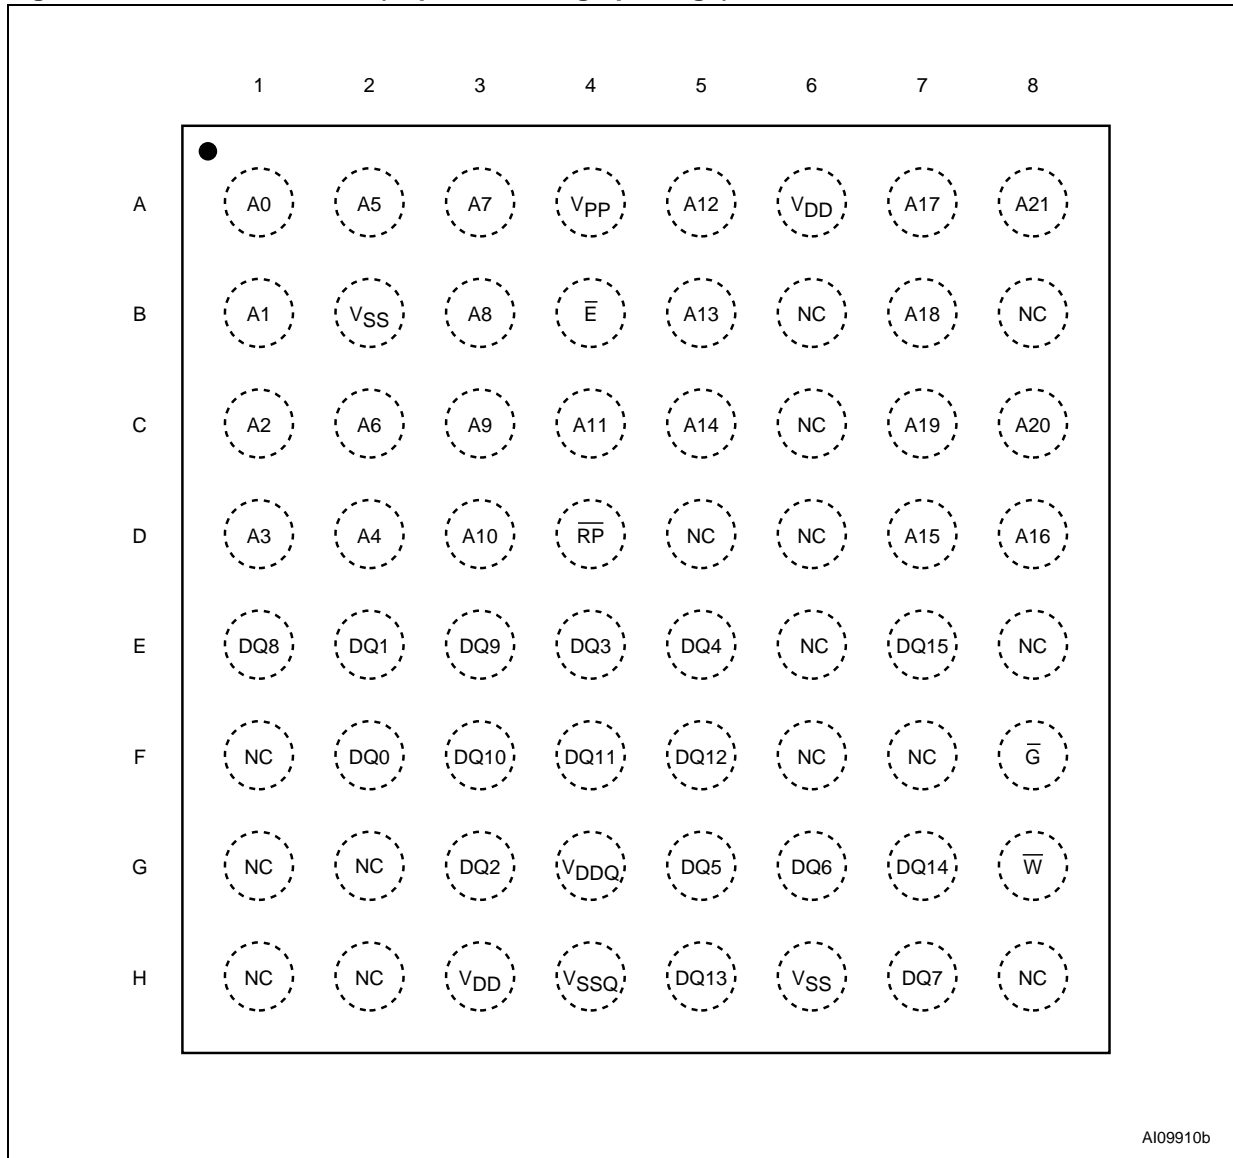 1 2 3 4 5 6 7 8
A A0 A5 A7 VPP A12 VDD A17 A21
B A1 VSS A8 E̅ A13 NC A18 NC
C A2 A6 A9 A11 A14 NC A19 A20
D A3 A4 A10 R̅P̅ NC NC A15 A16
E DQ8 DQ1 DQ9 DQ3 DQ4 NC DQ15 NC
F NC DQ0 DQ10 DQ11 DQ12 NC NC G̅
G NC NC DQ2 VDDQ DQ5 DQ6 DQ14 W̅
H NC NC VDD VSSQ DQ13 VSS DQ7 NC
AI09910b